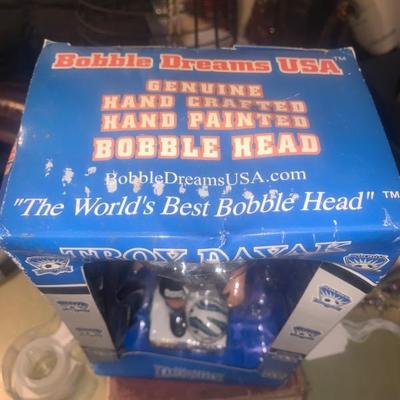 Bobble Dreams USA™
GENUINE
HAND CRAFTED
HAND PAINTED
BOBBLE HEAD
BobbleDreamsUSA.com
"The World's Best Bobble Head" ™
TROY DAYAK